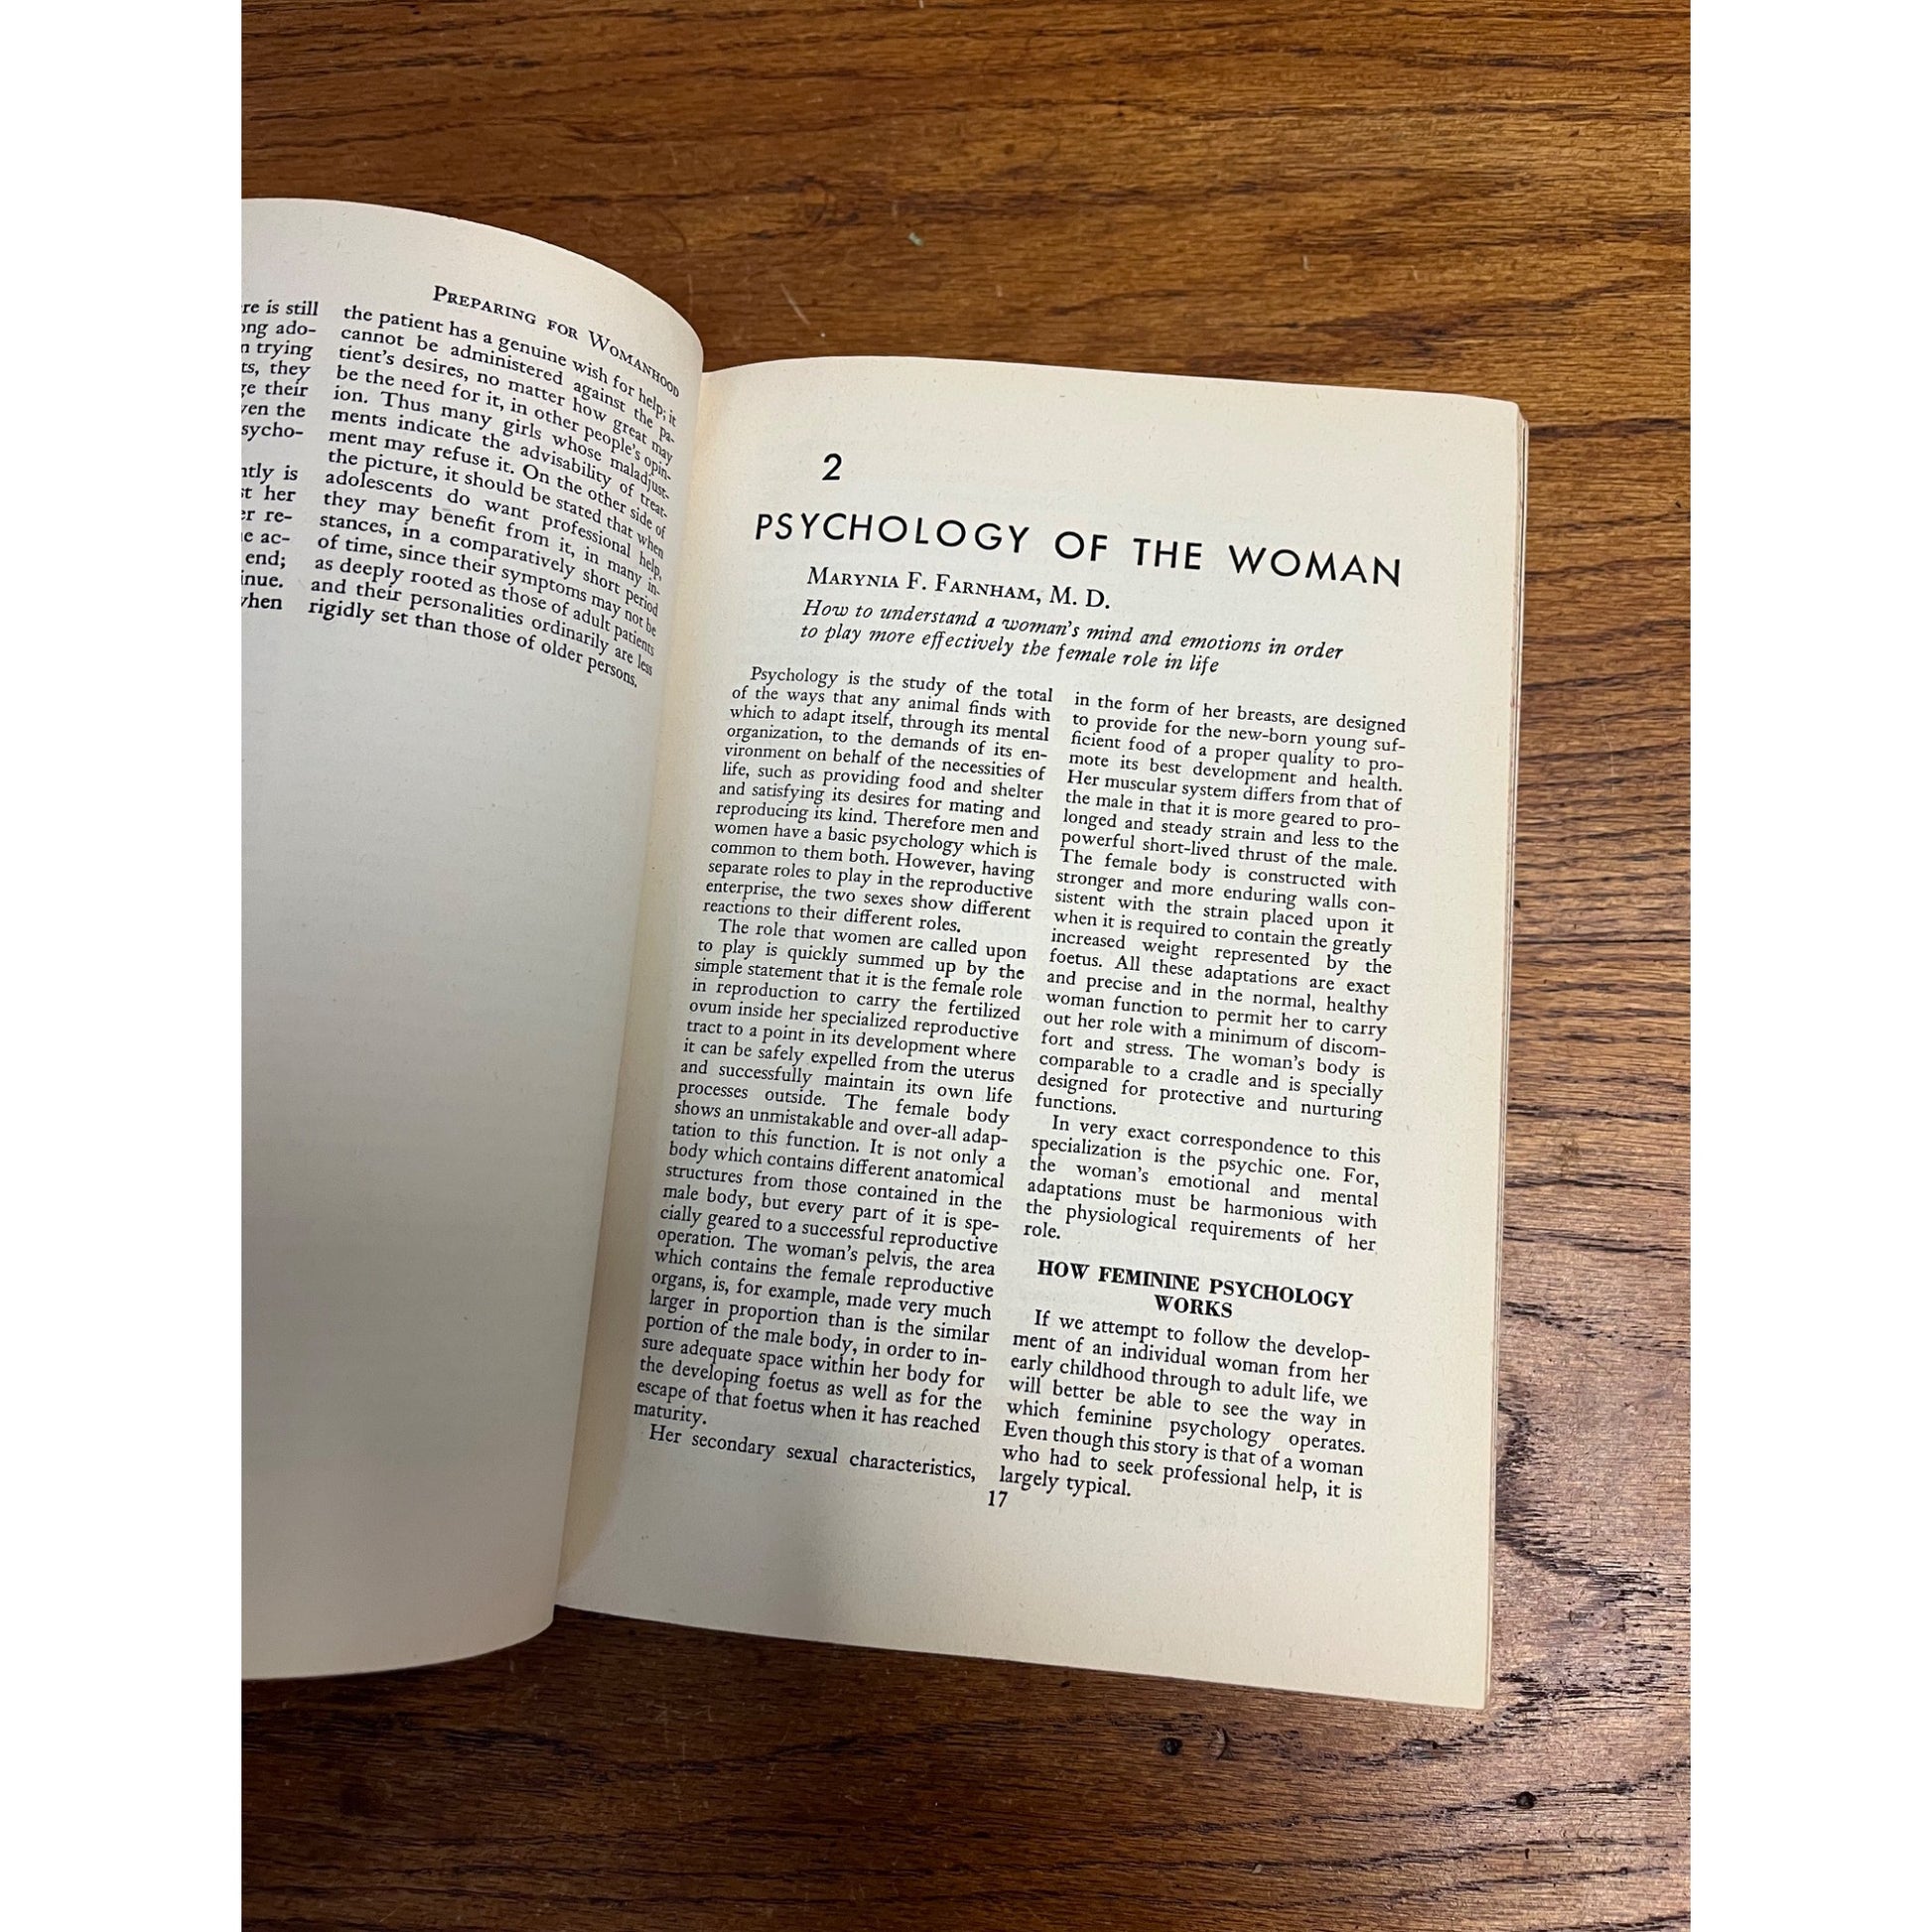 re is still
ong ado-
n trying
ts, they
ge their
ven the
sycho-
ntly is
st her
er re-
e ac-
end;
inue.
when
Preparing for Womanhood
the patient has a genuine wish for help; it
cannot be administered against the pa-
tient's desires, no matter how great may
be the need for it, in other people's opin-
ion. Thus many girls whose maladjust-
ments indicate the advisability of treat-
ment may refuse it. On the other side of
the picture, it should be stated that when
adolescents do want professional help,
they may benefit from it, in many in-
stances, in a comparatively short period
of time, since their symptoms may not be
as deeply rooted as those of adult patients
and their personalities ordinarily are less
rigidly set than those of older persons.
2
PSYCHOLOGY OF THE WOMAN
Marynia F. Farnham, M. D.
How to understand a woman's mind and emotions in order
to play more effectively the female role in life
Psychology is the study of the total
of the ways that any animal finds with
which to adapt itself, through its mental
organization, to the demands of its en-
vironment on behalf of the necessities of
life, such as providing food and shelter
and satisfying its desires for mating and
reproducing its kind. Therefore men and
women have a basic psychology which is
common to them both. However, having
separate roles to play in the reproductive
enterprise, the two sexes show different
reactions to their different roles.
The role that women are called upon
to play is quickly summed up by the
simple statement that it is the female role
in reproduction to carry the fertilized
ovum inside her specialized reproductive
tract to a point in its development where
it can be safely expelled from the uterus
and successfully maintain its own life
processes outside. The female body
shows an unmistakable and over-all adap-
tation to this function. It is not only a
body which contains different anatomical
structures from those contained in the
male body, but every part of it is spe-
cially geared to a successful reproductive
operation. The woman's pelvis, the area
which contains the female reproductive
organs, is, for example, made very much
larger in proportion than is the similar
portion of the male body, in order to in-
sure adequate space within her body for
the developing foetus as well as for the
escape of that foetus when it has reached
maturity.
Her secondary sexual characteristics,
in the form of her breasts, are designed
to provide for the new-born young suf-
ficient food of a proper quality to pro-
mote its best development and health.
Her muscular system differs from that of
the male in that it is more geared to pro-
longed and steady strain and less to the
powerful short-lived thrust of the male.
The female body is constructed with
stronger and more enduring walls con-
sistent with the strain placed upon it
when it is required to contain the greatly
increased weight represented by the
foetus. All these adaptations are exact
and precise and in the normal, healthy
woman function to permit her to carry
out her role with a minimum of discom-
fort and stress. The woman's body is
comparable to a cradle and is specially
designed for protective and nurturing
functions.
In very exact correspondence to this
specialization is the psychic one. For,
the woman's emotional and mental
adaptations must be harmonious with
the physiological requirements of her
role.
HOW FEMININE PSYCHOLOGY
WORKS
If we attempt to follow the develop-
ment of an individual woman from her
early childhood through to adult life, we
will better be able to see the way in
which feminine psychology operates.
Even though this story is that of a woman
who had to seek professional help, it is
largely typical.
17